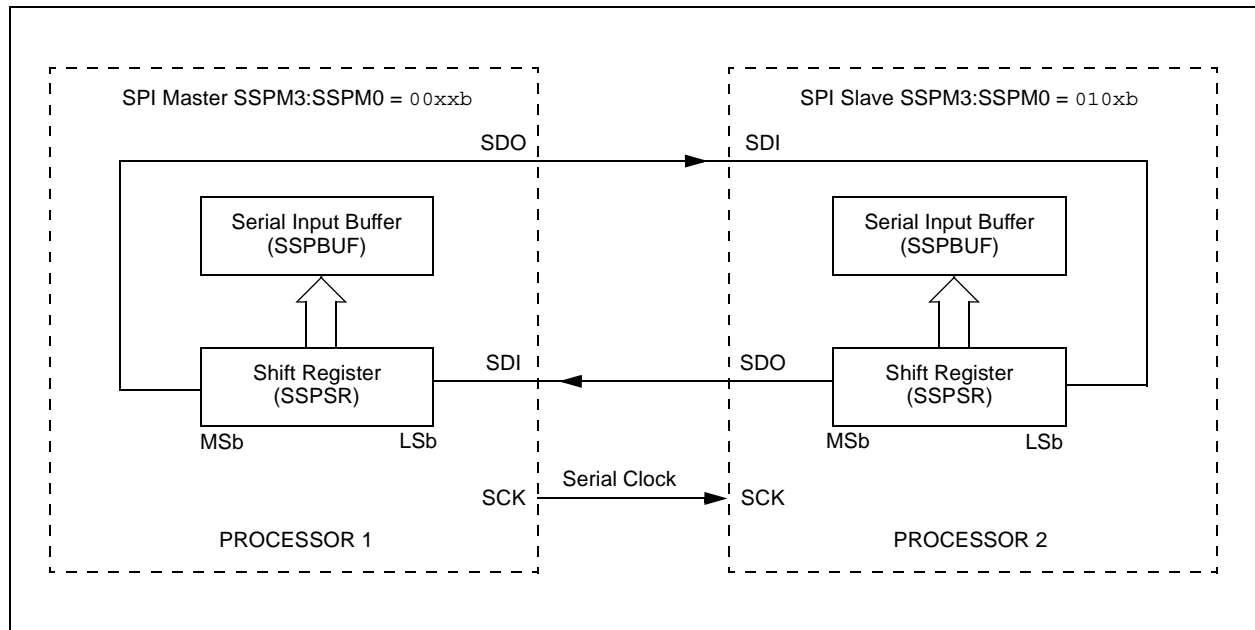 SPI Master SSPM3:SSPM0 = 00xxb
SPI Slave SSPM3:SSPM0 = 010xb
SDO
SDI
Serial Input Buffer
(SSPBUF)
Serial Input Buffer
(SSPBUF)
SDI
SDO
Shift Register
(SSPSR)
Shift Register
(SSPSR)
MSb
LSb
MSb
LSb
Serial Clock
SCK
SCK
PROCESSOR 1
PROCESSOR 2